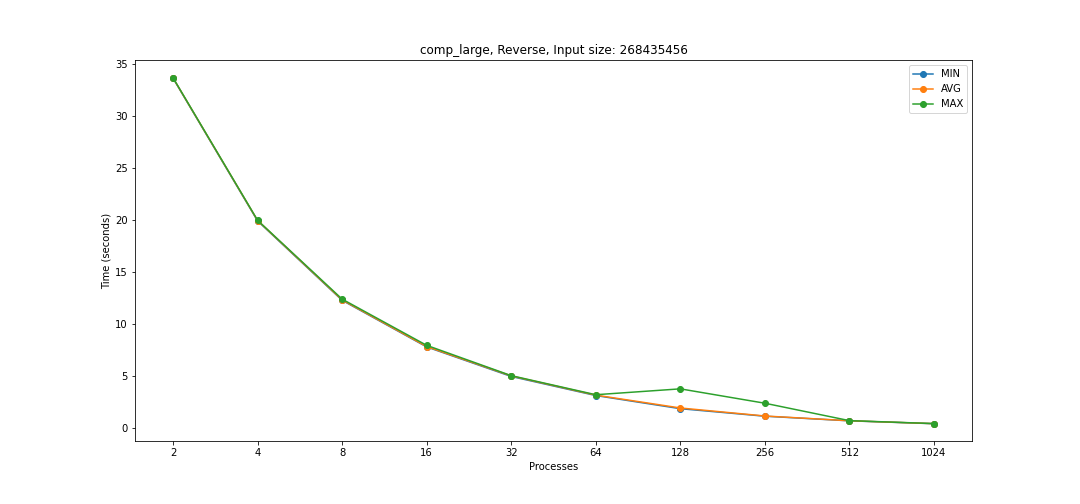 comp_large, Reverse, Input size: 268435456
MIN
AVG
MAX
Time (seconds)
35
30
25
20
15
10
5
0
2 4 8 16 32 64 128 256 512 1024
Processes